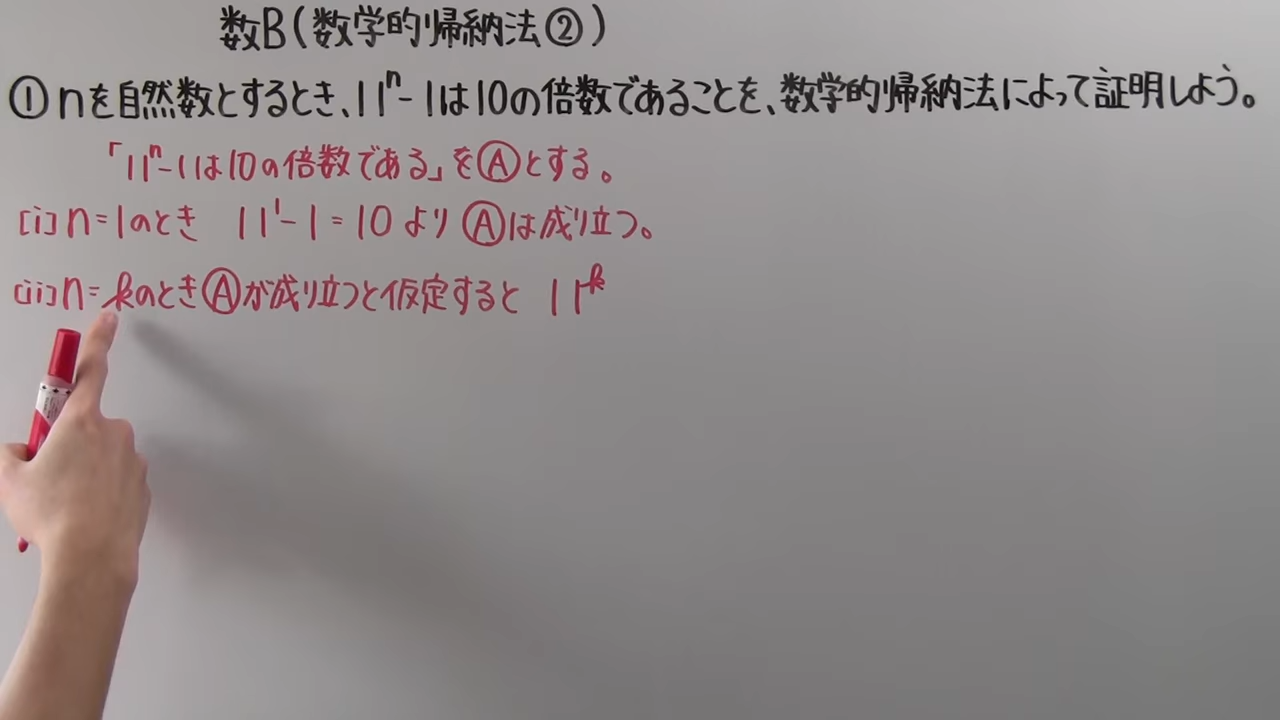 数B(数学的帰納法②)
①nを自然数とするとき、11ⁿ-1は10の倍数であることを、数学的帰納法によって証明しよう。
「11ⁿ-1は10の倍数である」をⒶとする。
[i]n=1のとき 11¹-1=10よりⒶは成り立つ。
[ii]n=kのときⒶが成り立つと仮定すると 11ᵏ